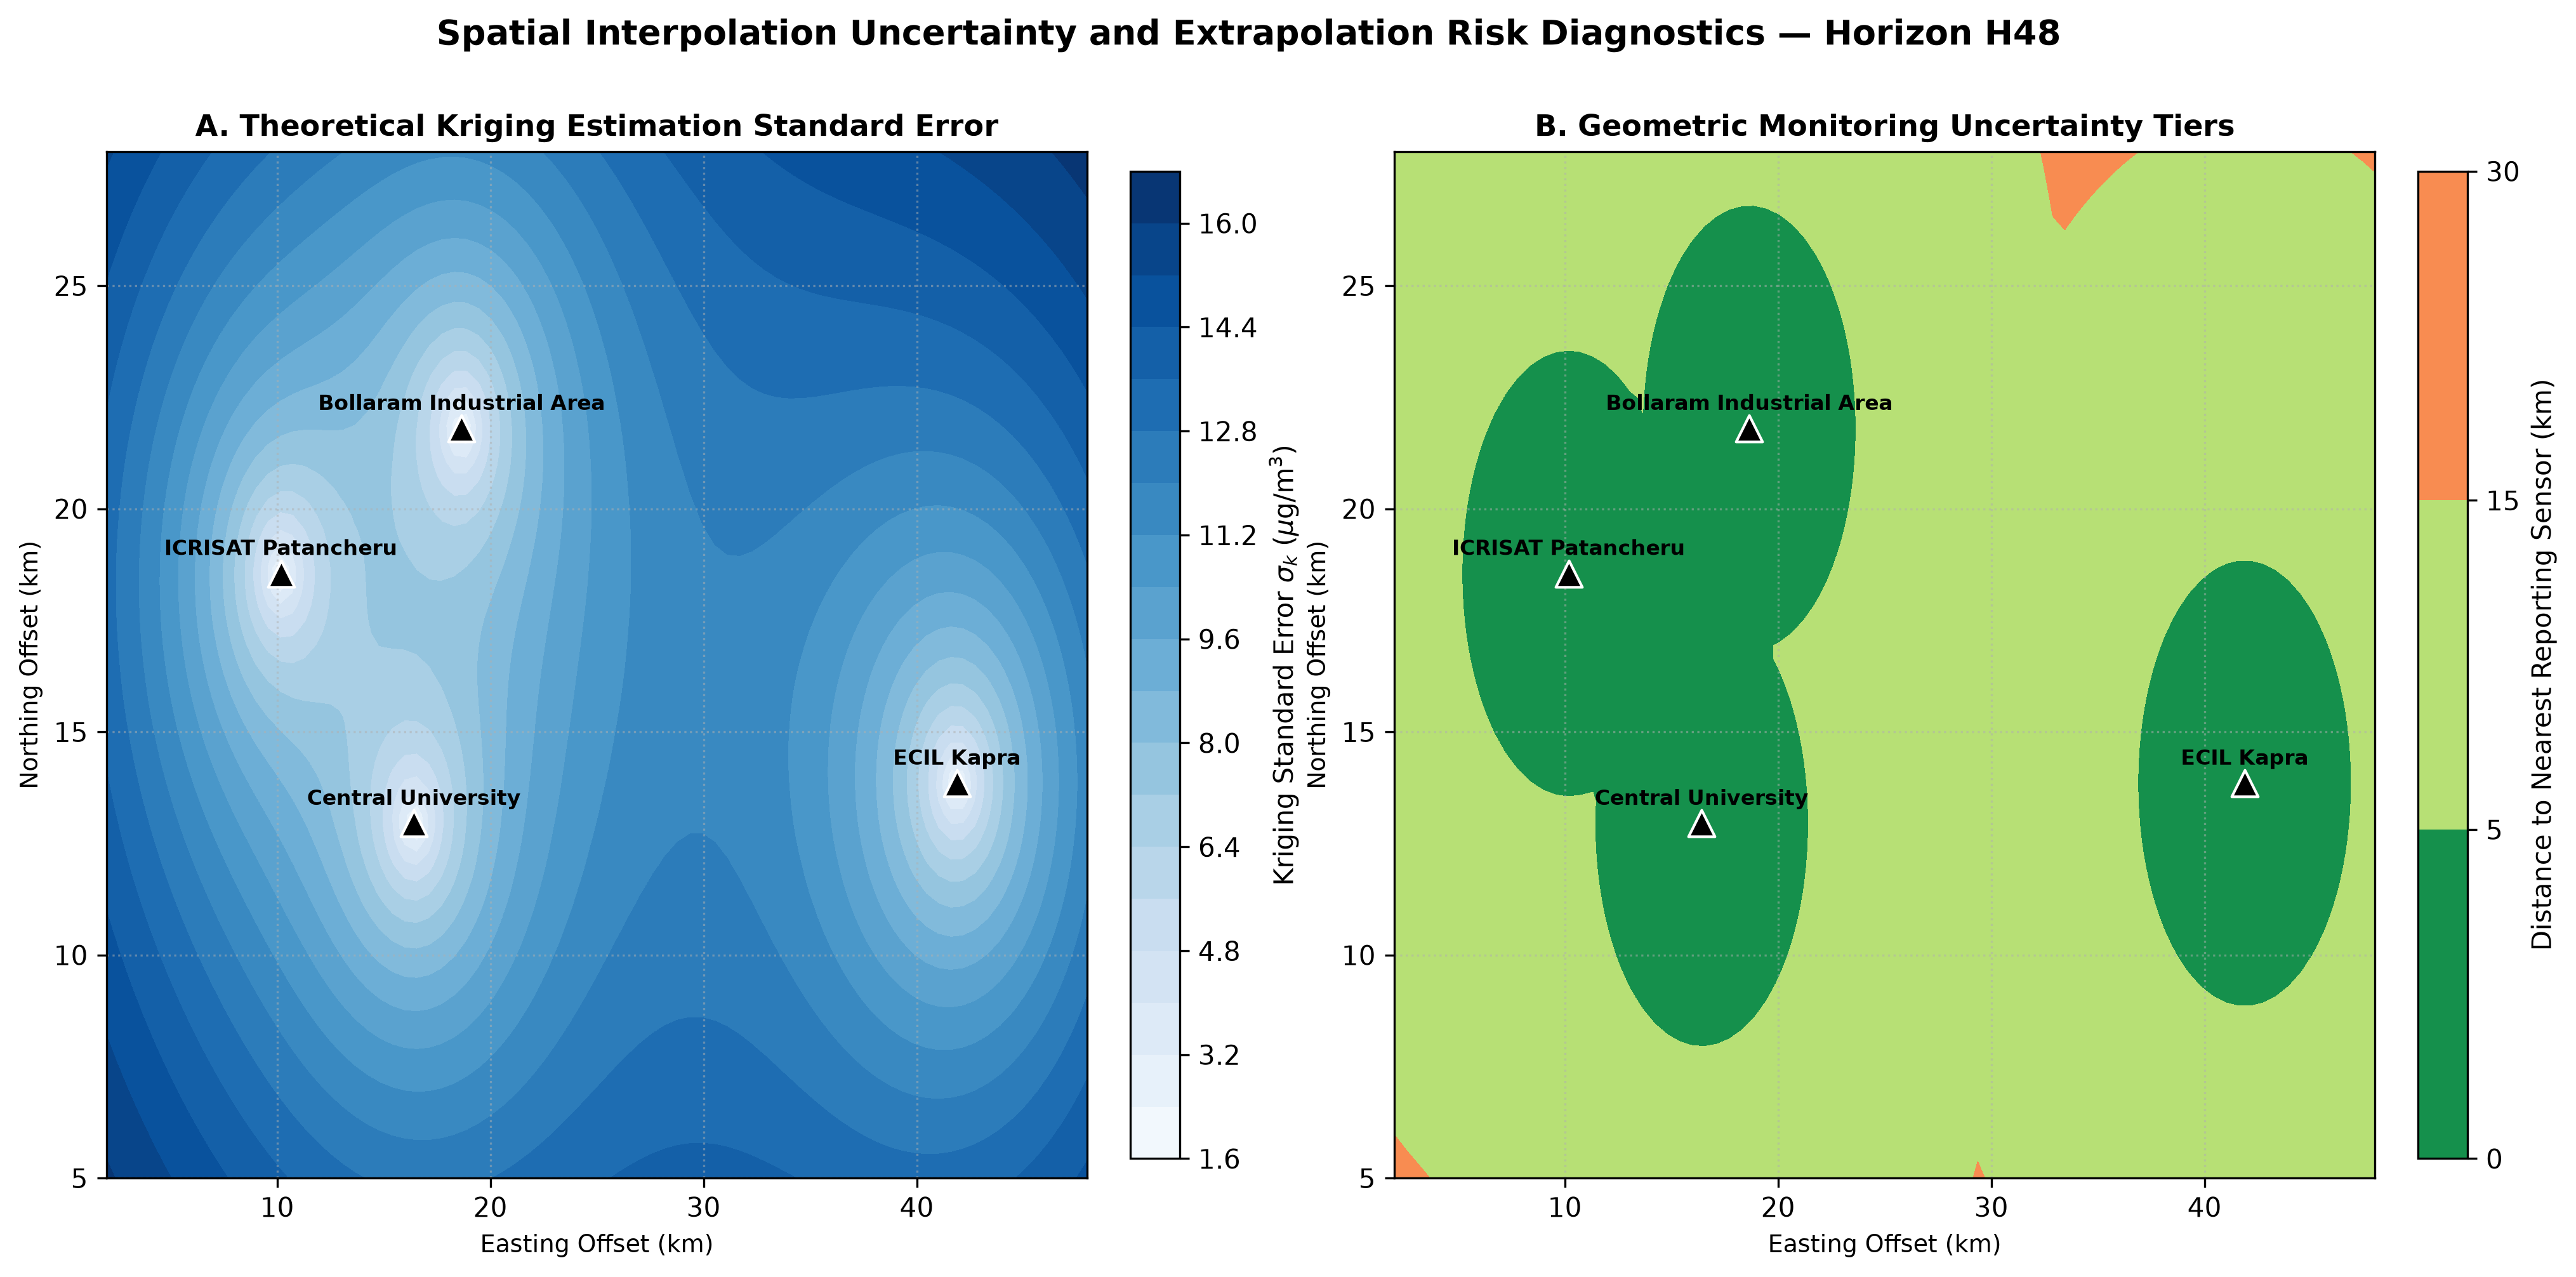 Spatial Interpolation Uncertainty and Extrapolation Risk Diagnostics — Horizon H48
A. Theoretical Kriging Estimation Standard Error
Northing Offset (km)
25
20
15
10
5
Bollaram Industrial Area
ICRISAT Patancheru
ECIL Kapra
Central University
10
20
30
40
Easting Offset (km)
16.0
14.4
12.8
11.2
9.6
8.0
6.4
4.8
3.2
1.6
Kriging Standard Error σₖ (μg/m³)
B. Geometric Monitoring Uncertainty Tiers
Northing Offset (km)
25
20
15
10
5
Bollaram Industrial Area
ICRISAT Patancheru
ECIL Kapra
Central University
10
20
30
40
Easting Offset (km)
30
15
5
0
Distance to Nearest Reporting Sensor (km)